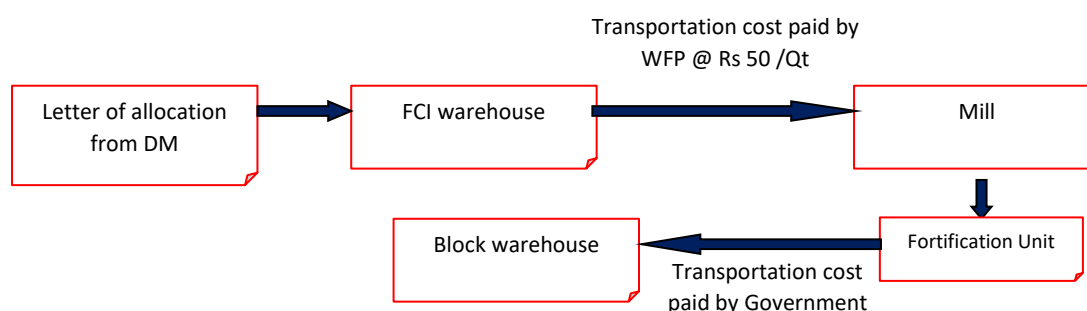 Transportation cost paid by
WFP @ Rs 50 /Qt
Letter of allocation
from DM
FCI warehouse
Mill
Fortification Unit
Block warehouse
Transportation cost
paid by Government